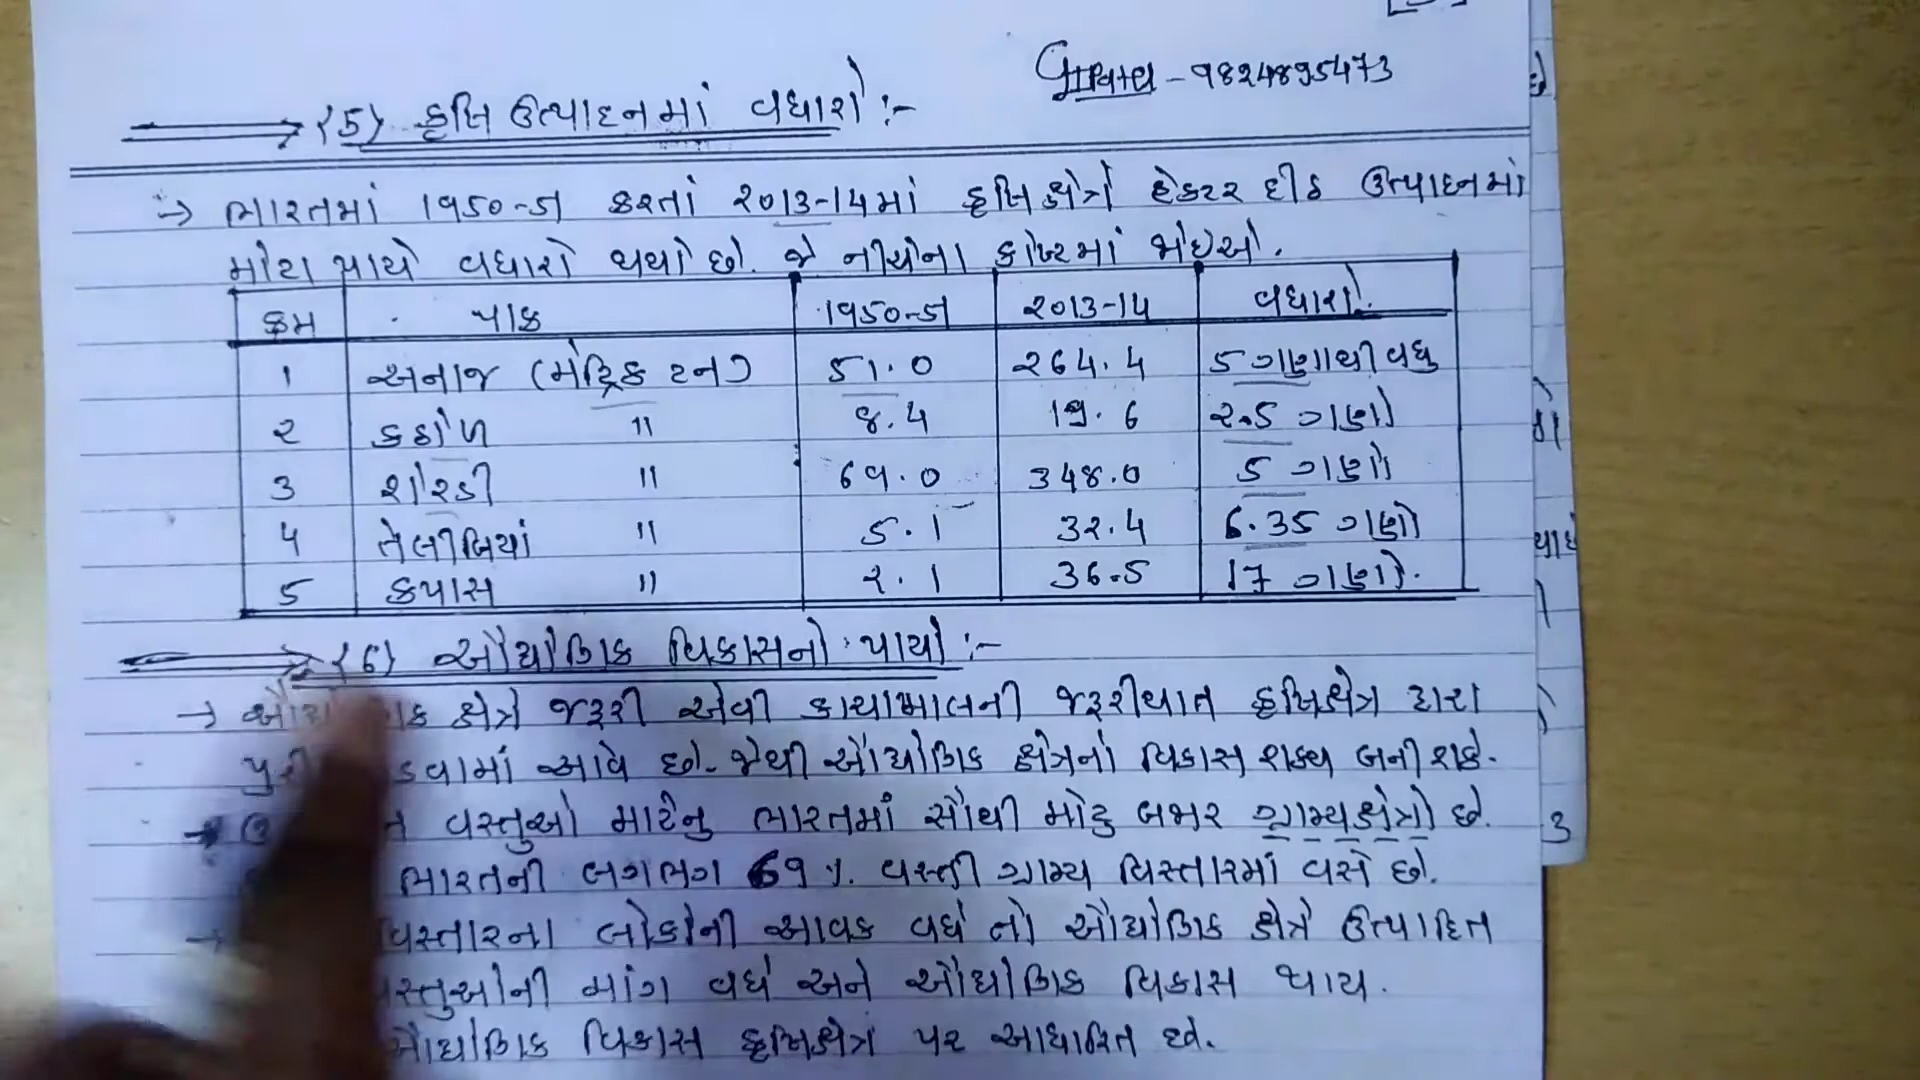 - 9824895473
(5) કૃષિ ઉત્પાદનમાં વધારો :-
→ ભારતમાં 1950-51 કરતાં 2013-14માં કૃષિક્ષેત્રે હેક્ટર દીઠ ઉત્પાદનમાં
મોટા પાયે વધારો થયો છે. જે નીચેના કોષ્ટમાં જોઇએ.
ક્રમ પાક 1950-51 2013-14 વધારો.
1 અનાજ (મેટ્રિક ટન) 51.0 264.4 5 ગણાથી વધુ
2 કઠોળ " 8.4 19.6 2.5 ગણો
3 શેરડી " 69.0 348.0 5 ગણો
4 તેલીબિયાં " 5.1 32.4 6.35 ગણો
5 કપાસ " 2.1 36.5 17 ગણો.
(6) ઔદ્યોગિક વિકાસનો પાયો :-
→ ક્ષેત્રે જરૂરી એવી કાચામાલની જરૂરીયાત કૃષિક્ષેત્ર દ્વારા
આવે છે. જેથી ઔદ્યોગિક ક્ષેત્રનો વિકાસ શક્ય બની શકે.
→ વસ્તુઓ માટેનુ ભારતમાં સૌથી મોટુ બજાર ગ્રામ્યક્ષેત્રો છે.
ભારતની લગભગ 69 %. વસ્તી ગ્રામ્ય વિસ્તારમાં વસે છે.
→ વિસ્તારના લોકોની આવક વધે તો ઔદ્યોગિક ક્ષેત્રે ઉત્પાદિત
વસ્તુઓની માંગ વધે અને ઔદ્યોગિક વિકાસ થાય.
ઔદ્યોગિક વિકાસ કૃષિક્ષેત્ર પર આધારિત છે.